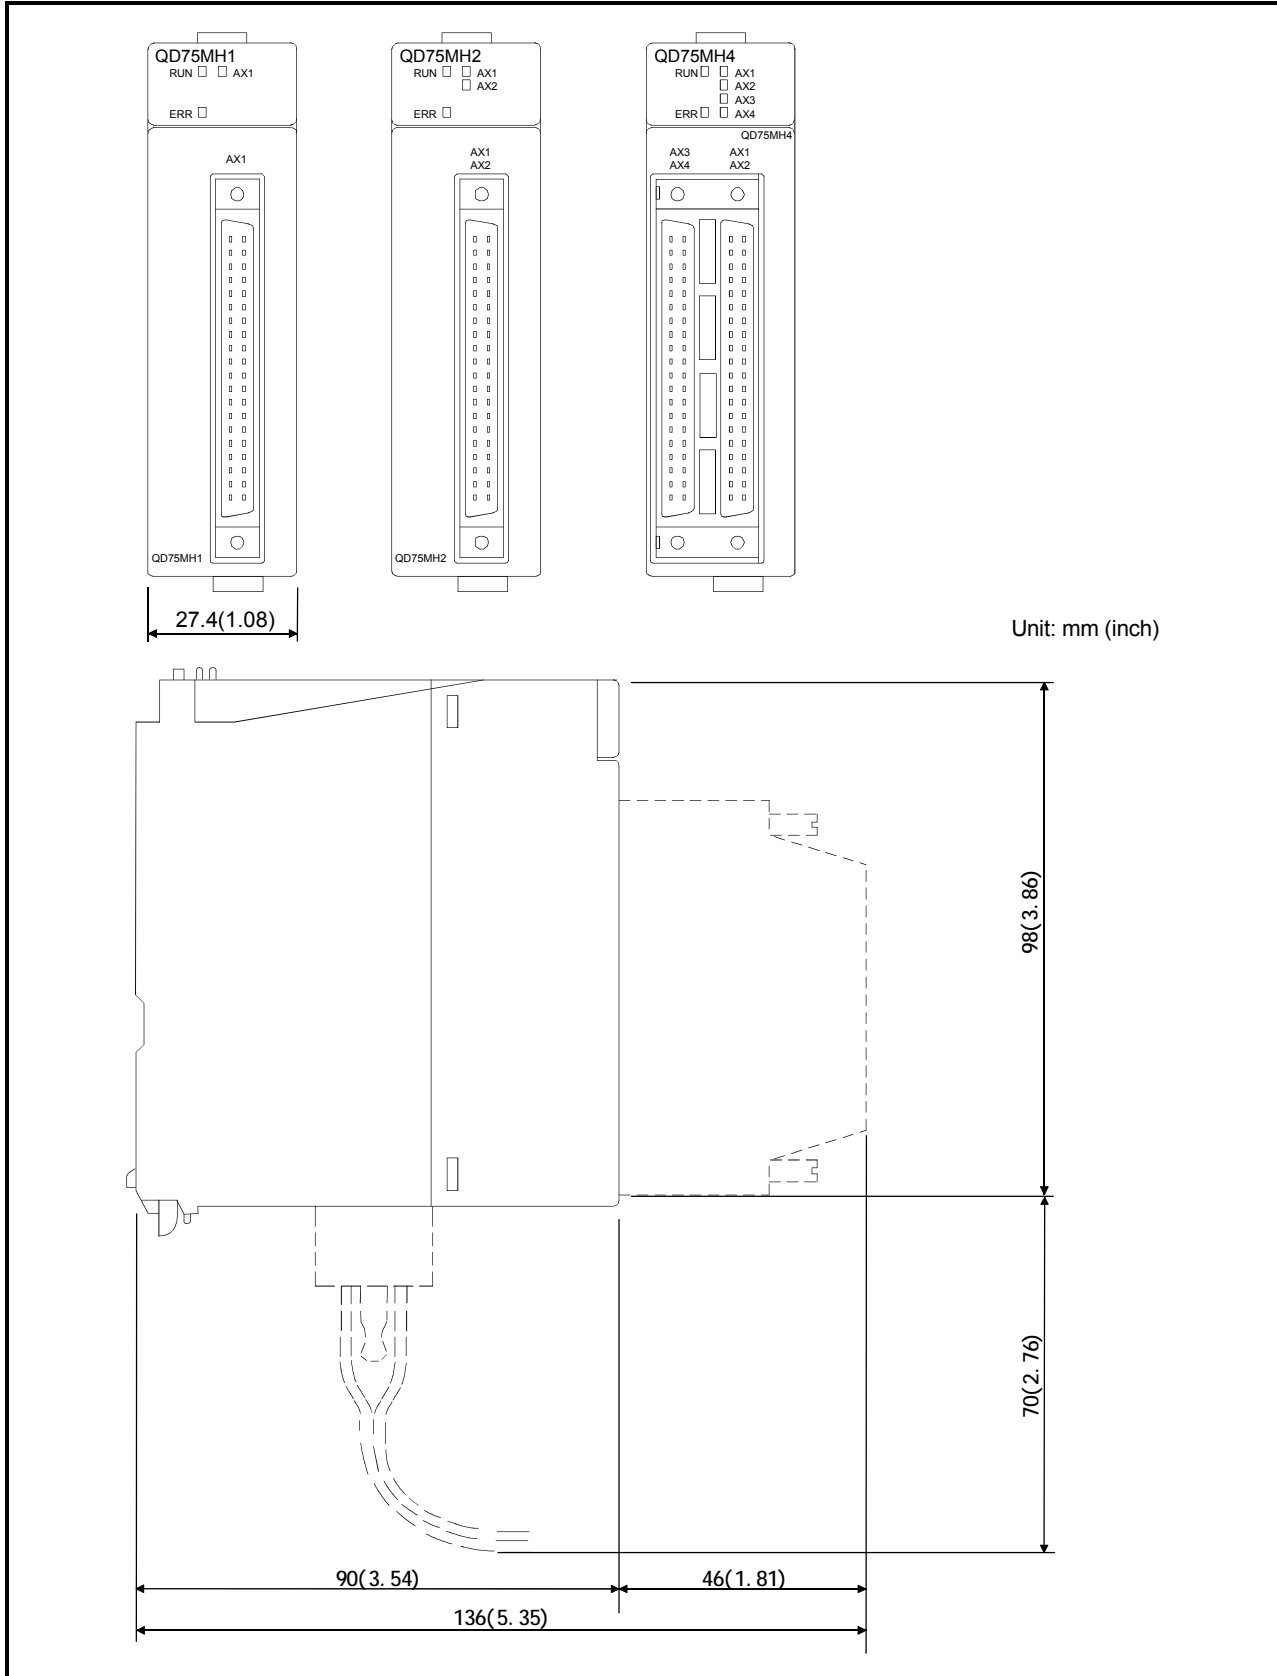 QD75MH1
RUN AX1
ERR
AX1
QD75MH1
QD75MH2
RUN AX1
AX2
ERR
AX1
AX2
QD75MH2
QD75MH4
RUN AX1
AX2
AX3
ERR AX4
QD75MH4
AX3 AX1
AX4 AX2
27.4(1.08)
Unit: mm (inch)
98(3.86)
70(2.76)
90(3.54)
46(1.81)
136(5.35)